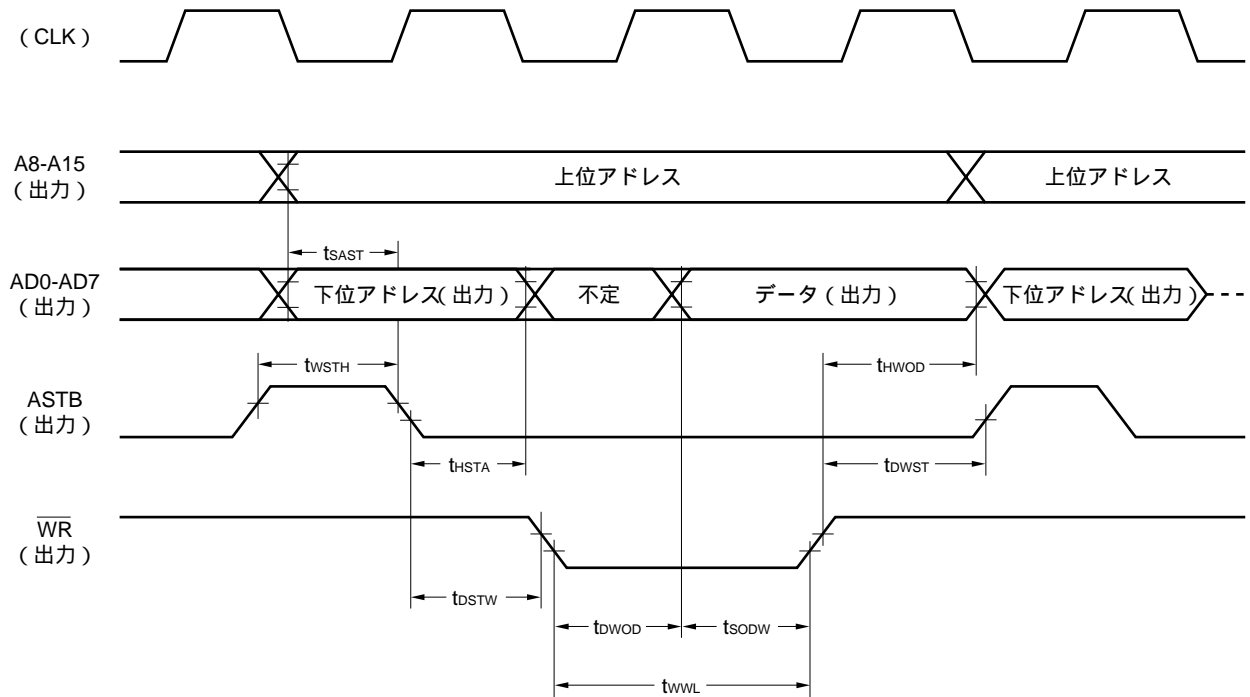 (CLK)
A8-A15
(出力)
上位アドレス
上位アドレス
tSAST
AD0-AD7
(出力)
下位アドレス(出力)
不定
データ(出力)
下位アドレス(出力)
tWSTH
tHWOD
ASTB
(出力)
tHSTA
tDWST
WR
(出力)
tDSTW
tDWOD
tSODW
tWWL